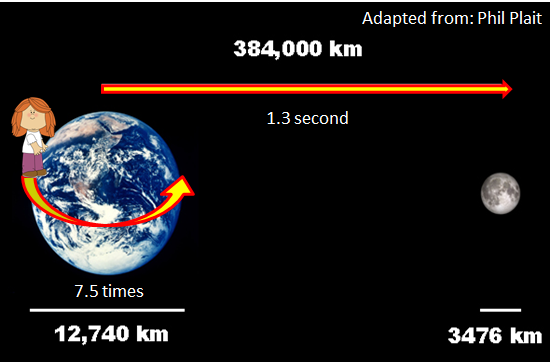 Adapted from: Phil Plait
384,000 km
1.3 second
7.5 times
12,740 km
3476 km